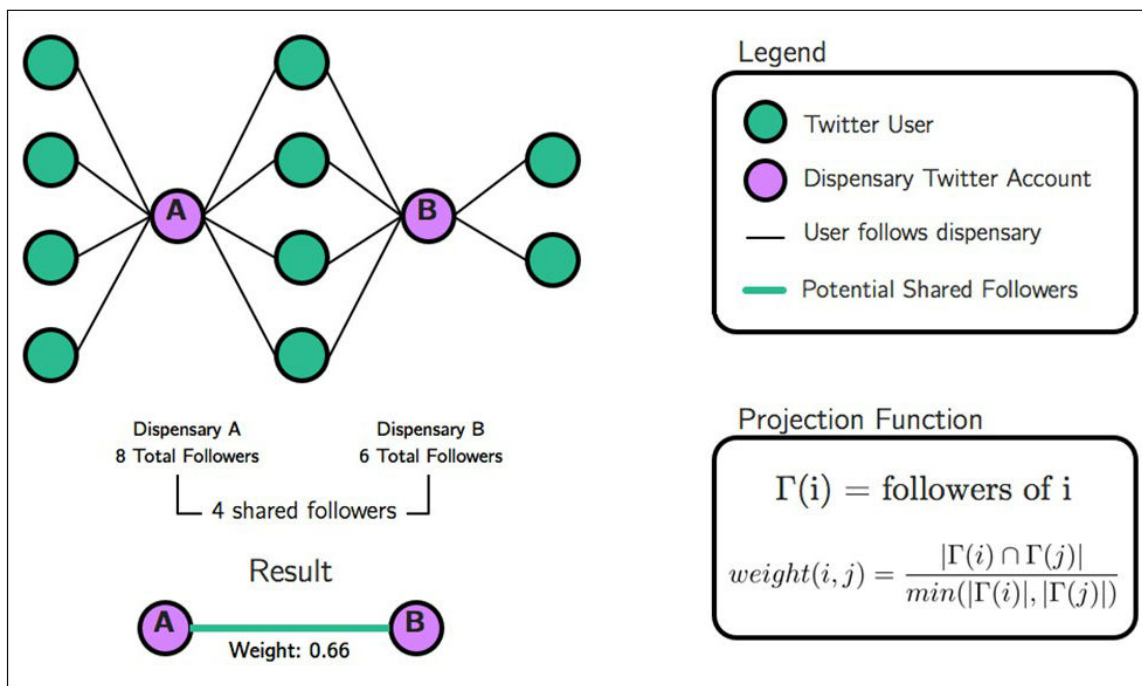 A
B
Dispensary A
8 Total Followers
Dispensary B
6 Total Followers
4 shared followers
Result
A
B
Weight: 0.66
Legend
Twitter User
Dispensary Twitter Account
User follows dispensary
Potential Shared Followers
Projection Function
Γ(i) = followers of i
weight(i, j) = |Γ(i) ∩ Γ(j)| / min(|Γ(i)|, |Γ(j)|)